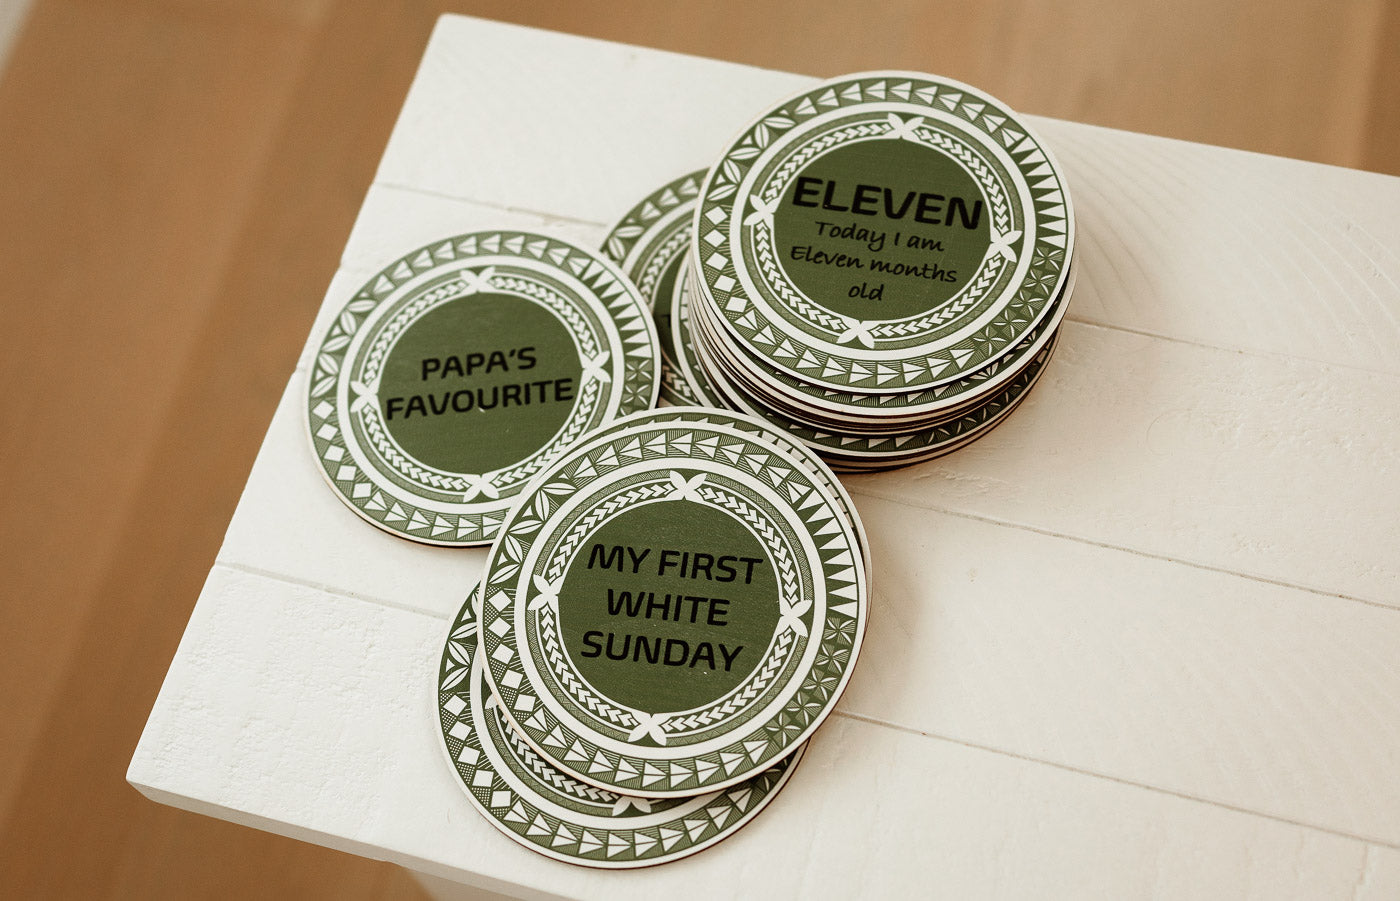 ELEVEN
Today I am
Eleven months
old
PAPA'S
FAVOURITE
MY FIRST
WHITE
SUNDAY